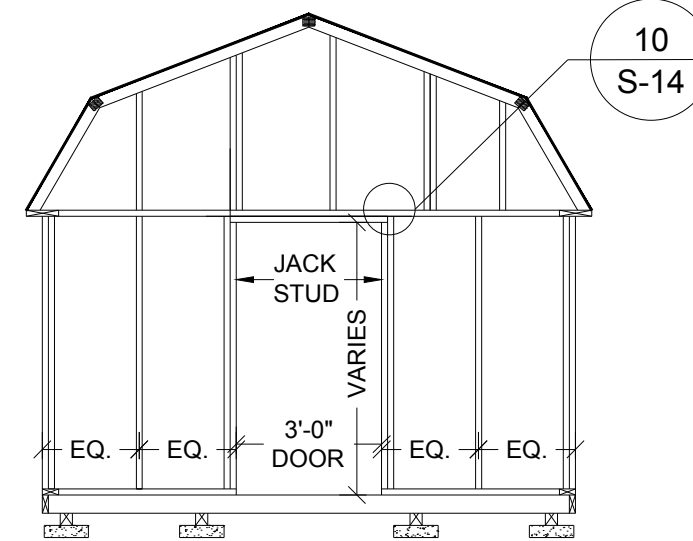 10
S-14
JACK
STUD
VARIES
EQ.
EQ.
3'-0"
DOOR
EQ.
EQ.